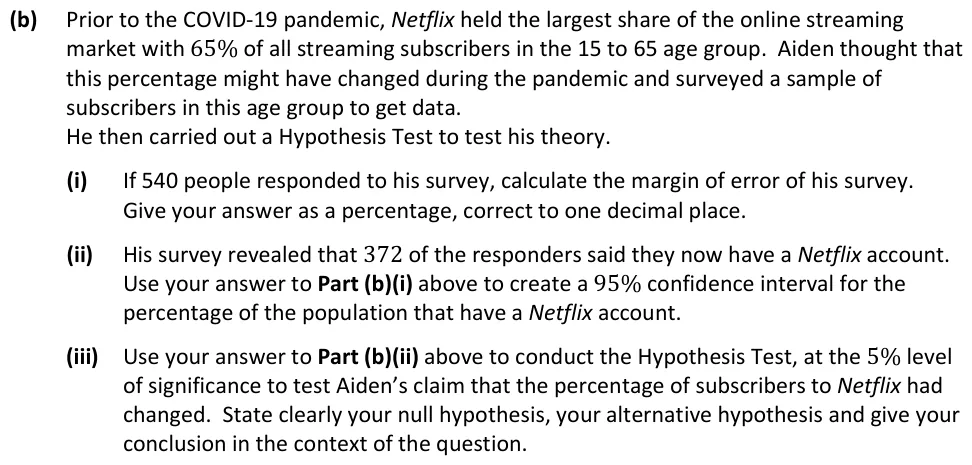 (b) Prior to the COVID-19 pandemic, Netflix held the largest share of the online streaming
market with 65% of all streaming subscribers in the 15 to 65 age group. Aiden thought that
this percentage might have changed during the pandemic and surveyed a sample of
subscribers in this age group to get data.
He then carried out a Hypothesis Test to test his theory.
(i) If 540 people responded to his survey, calculate the margin of error of his survey.
Give your answer as a percentage, correct to one decimal place.
(ii) His survey revealed that 372 of the responders said they now have a Netflix account.
Use your answer to Part (b)(i) above to create a 95% confidence interval for the
percentage of the population that have a Netflix account.
(iii) Use your answer to Part (b)(ii) above to conduct the Hypothesis Test, at the 5% level
of significance to test Aiden’s claim that the percentage of subscribers to Netflix had
changed. State clearly your null hypothesis, your alternative hypothesis and give your
conclusion in the context of the question.